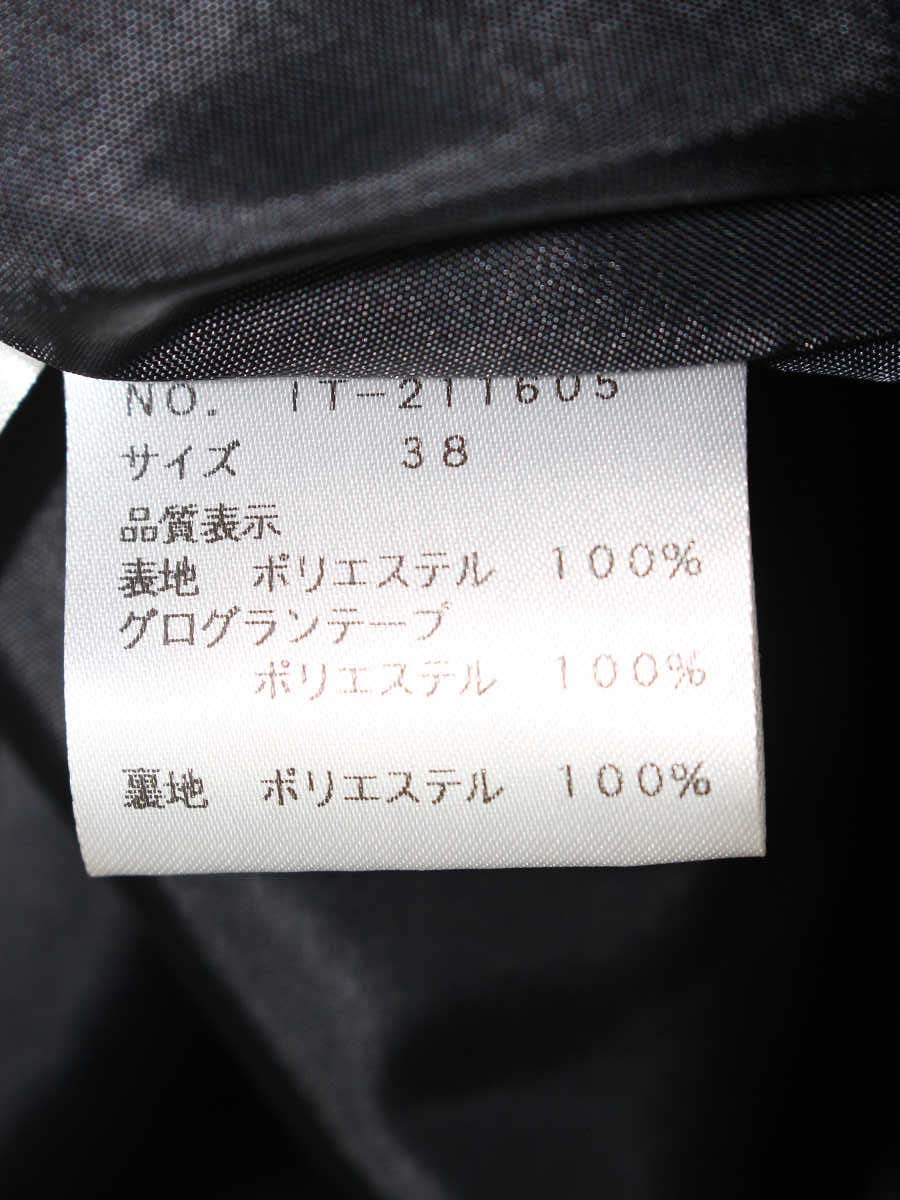 NO. IT-211605
サイズ 38
品質表示
表地 ポリエステル 100%
グログランテープ
ポリエステル 100%
裏地 ポリエステル 100%